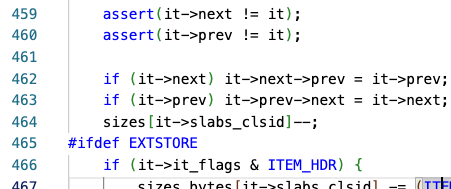 459 assert(it->next != it);
460 assert(it->prev != it);
461
462 if (it->next) it->next->prev = it->prev;
463 if (it->prev) it->prev->next = it->next;
464 sizes[it->slabs_clsid]--;
465 #ifdef EXTSTORE
466 if (it->it_flags & ITEM_HDR) {
467 sizes_bytes[it->slabs_clsid] -= (ITE